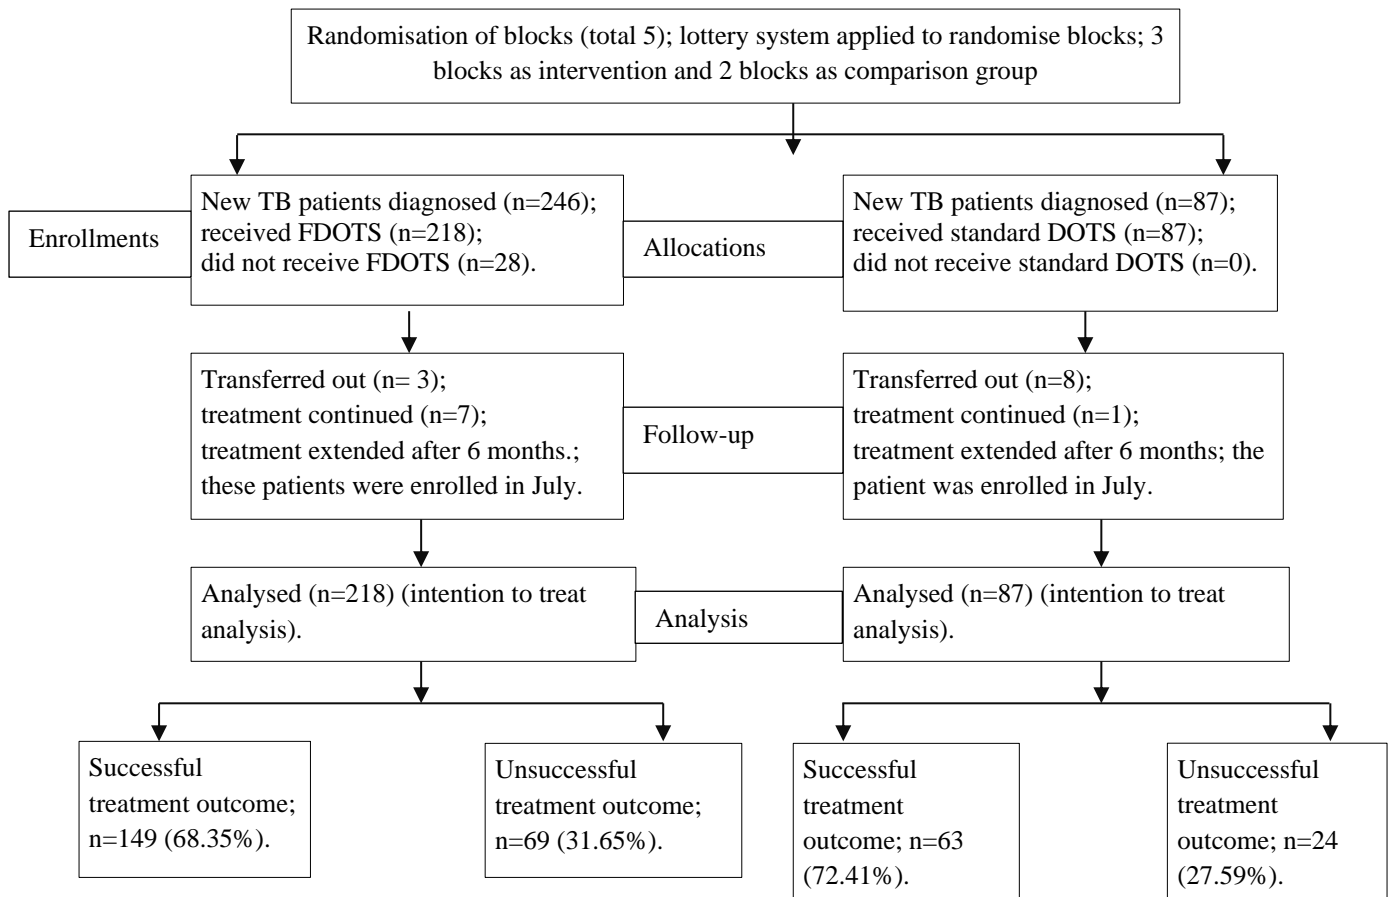 Randomisation of blocks (total 5); lottery system applied to randomise blocks; 3
blocks as intervention and 2 blocks as comparison group
Enrollments
New TB patients diagnosed (n=246);
received FDOTS (n=218);
did not receive FDOTS (n=28).
Allocations
New TB patients diagnosed (n=87);
received standard DOTS (n=87);
did not receive standard DOTS (n=0).
Transferred out (n= 3);
treatment continued (n=7);
treatment extended after 6 months.;
these patients were enrolled in July.
Follow-up
Transferred out (n=8);
treatment continued (n=1);
treatment extended after 6 months; the
patient was enrolled in July.
Analysed (n=218) (intention to treat
analysis).
Analysis
Analysed (n=87) (intention to treat
analysis).
Successful
treatment outcome;
n=149 (68.35%).
Unsuccessful
treatment outcome;
n=69 (31.65%).
Successful
treatment
outcome; n=63
(72.41%).
Unsuccessful
treatment
outcome; n=24
(27.59%).